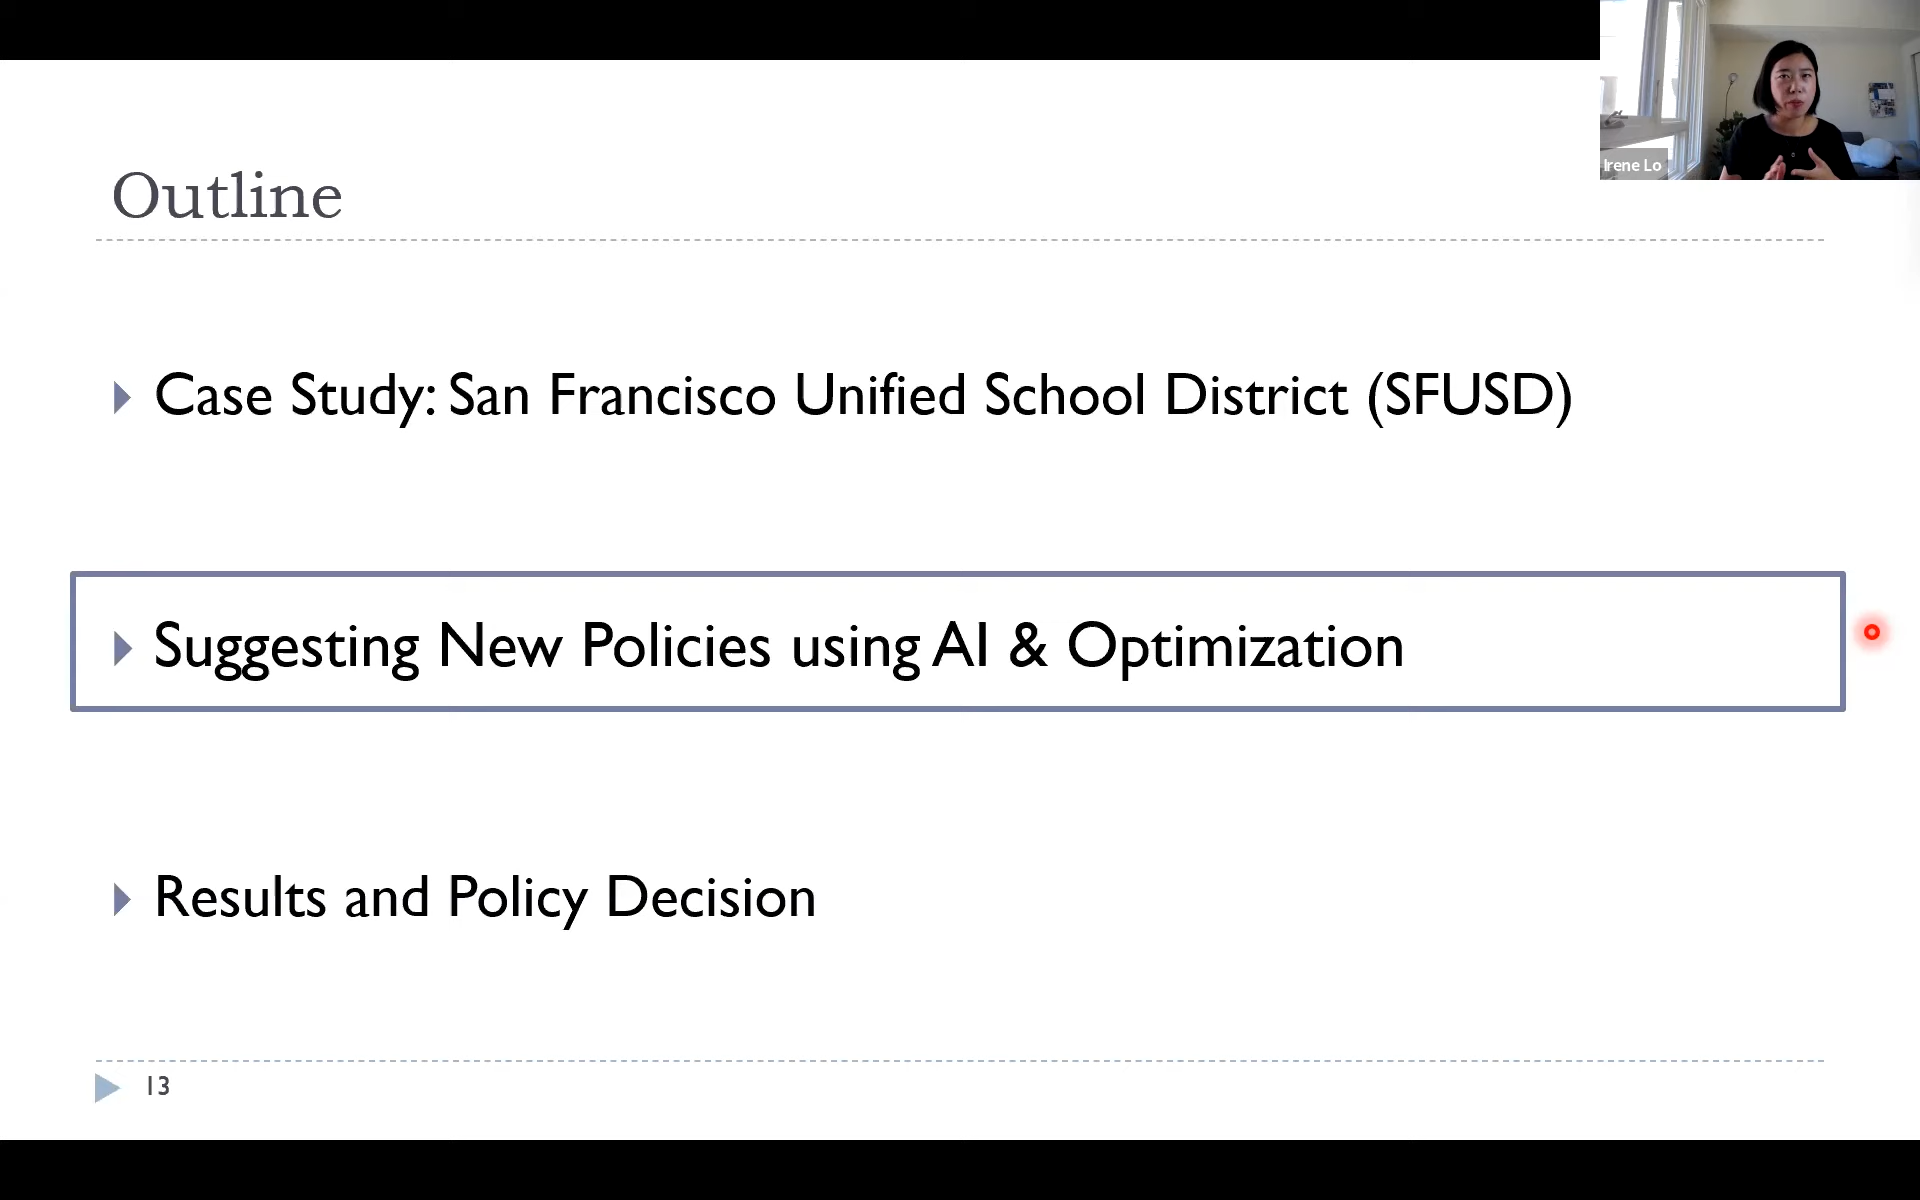 Irene Lo
Outline
Case Study: San Francisco Unified School District (SFUSD)
Suggesting New Policies using AI & Optimization
Results and Policy Decision
13